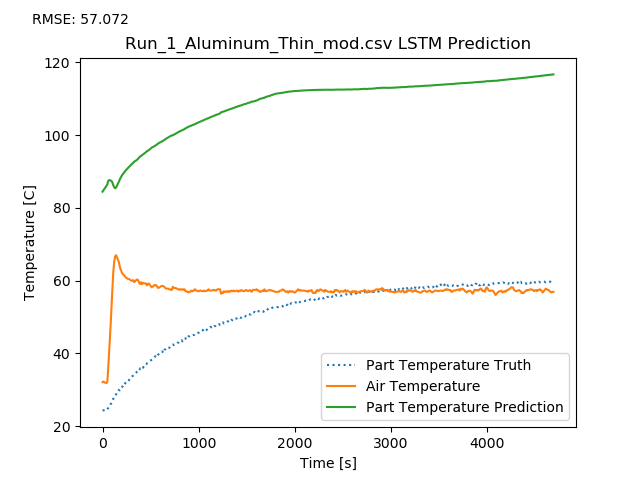 RMSE: 57.072
Run_1_Aluminum_Thin_mod.csv LSTM Prediction
120
100
80
60
40
20
Temperature [C]
Part Temperature Truth
Air Temperature
Part Temperature Prediction
0
1000
2000
3000
4000
Time [s]